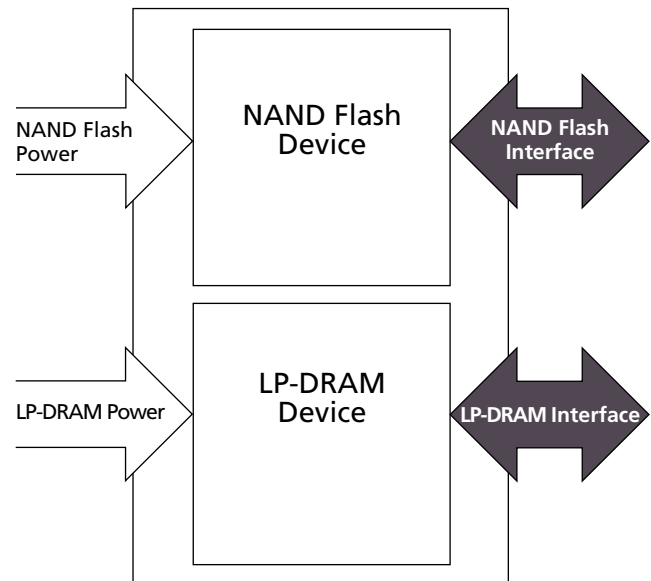 NAND Flash
Power
NAND Flash
Device
NAND Flash
Interface
LP-DRAM Power
LP-DRAM
Device
LP-DRAM Interface